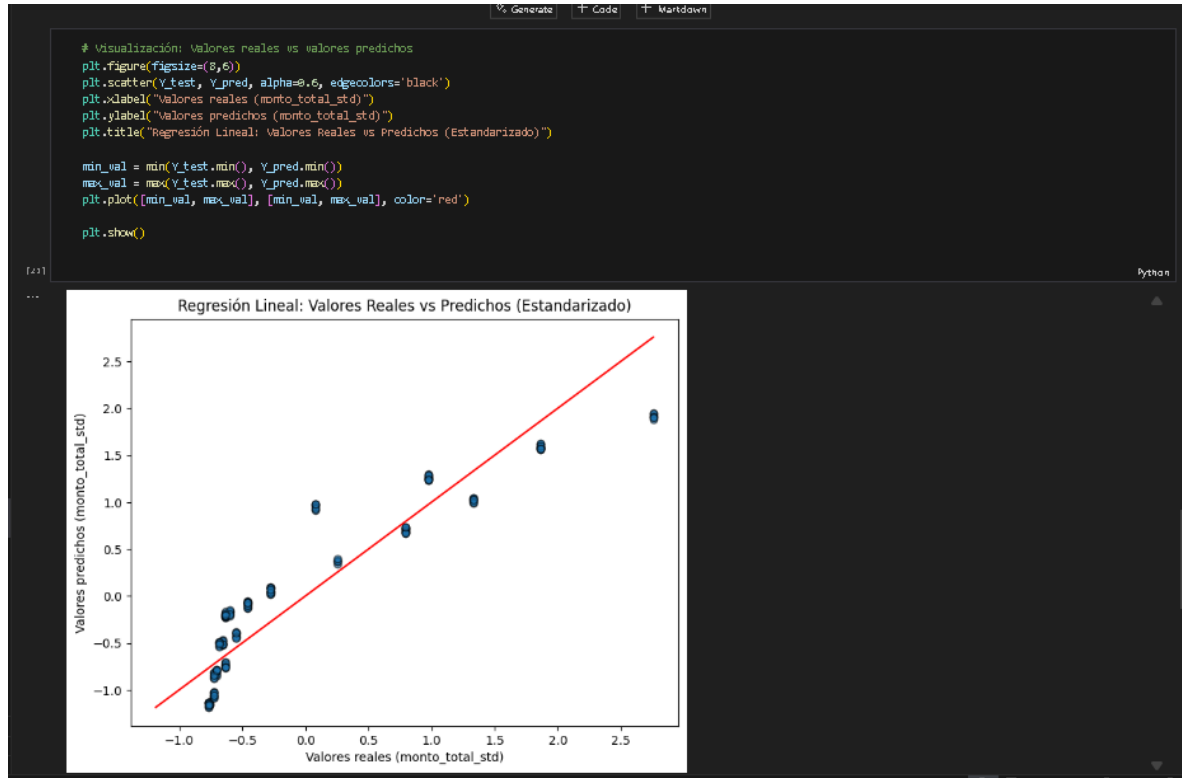 Generate + Code + Markdown
# Visualización: Valores reales vs valores predichos
plt.figure(figsize=(8,6))
plt.scatter(Y_test, Y_pred, alpha=0.6, edgecolors='black')
plt.xlabel("Valores reales (monto_total_std)")
plt.ylabel("Valores predichos (monto_total_std)")
plt.title("Regresión Lineal: Valores Reales vs Predichos (Estandarizado)")
min_val = min(Y_test.min(), Y_pred.min())
max_val = max(Y_test.max(), Y_pred.max())
plt.plot([min_val, max_val], [min_val, max_val], color='red')
plt.show()
Python
Regresión Lineal: Valores Reales vs Predichos (Estandarizado)
Valores predichos (monto_total_std)
2.5
2.0
1.5
1.0
0.5
0.0
−0.5
−1.0
−1.0 −0.5 0.0 0.5 1.0 1.5 2.0 2.5
Valores reales (monto_total_std)